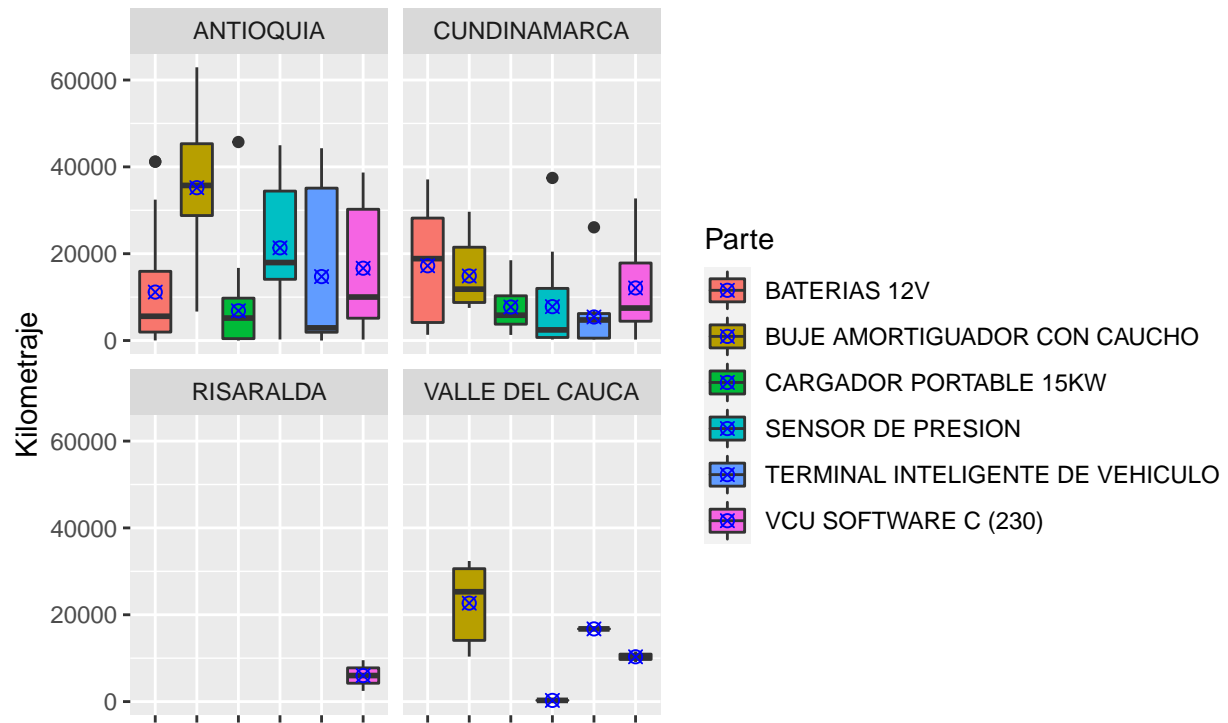 ANTIOQUIA
CUNDINAMARCA
60000
40000
20000
0
RISARALDA
VALLE DEL CAUCA
60000
40000
20000
0
Kilometraje
Parte
BATERIAS 12V
BUJE AMORTIGUADOR CON CAUCHO
CARGADOR PORTABLE 15KW
SENSOR DE PRESION
TERMINAL INTELIGENTE DE VEHICULO
VCU SOFTWARE C (230)